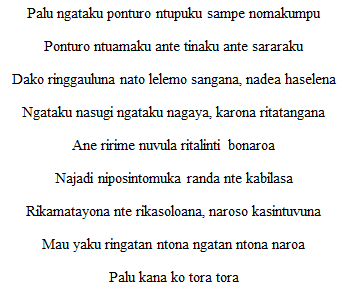 Palu ngataku ponturo ntupuku sampe nomakumpu
Ponturo ntuamaku ante tinaku ante sararaku
Dako ringgauluna nato lelemo sangana, nadea haselena
Ngataku nasugi ngataku nagaya, karona ritatangana
Ane ririme nuvula ritalinti bonaroa
Najadi niposintomuka randa nte kabilasa
Rikamatayona nte rikasoloana, naroso kasintuvuna
Mau yaku ringatan ntona ngatan ntona naroa
Palu kana ko tora tora